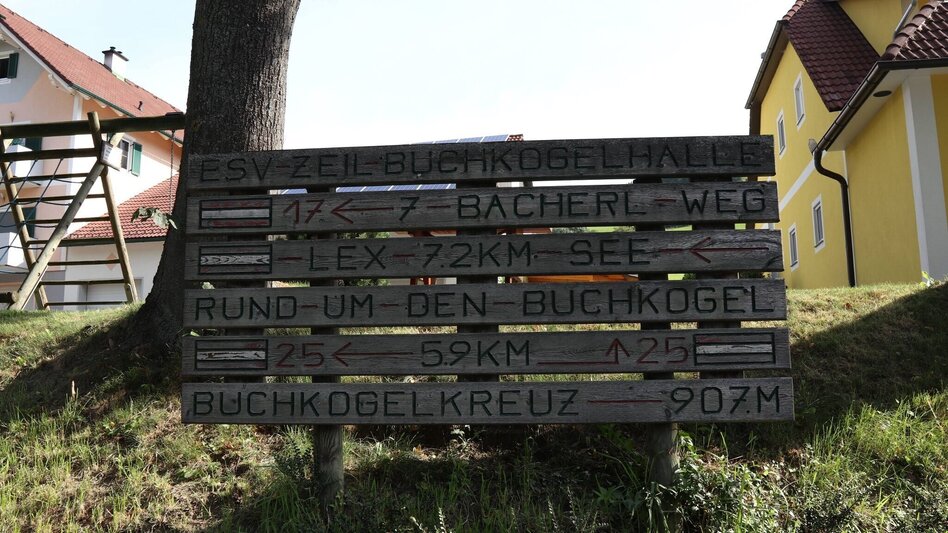 ESV-ZEIL-BUCHKOGELHALLE
17 ← 7-BACHERL-WEG
-LEX-7.2KM-SEE ←
RUND-UM-DEN-BUCHKOGEL
25 ← 5.9KM ↑ 25
BUCHKOGELKREUZ-907.M